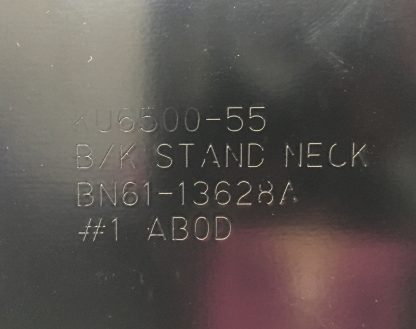 KU6500-55
B/K STAND NECK
BN61-13628A
#1 AB0D